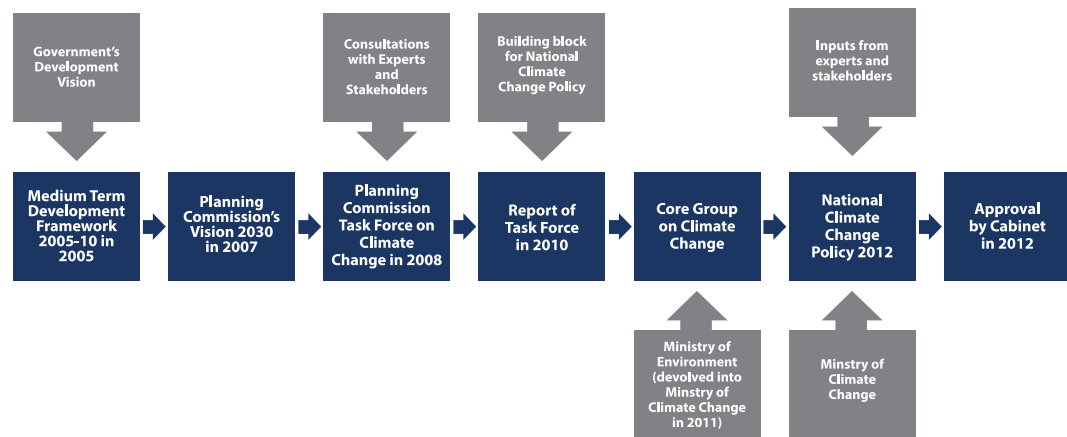 Government's
Development
Vision
Consultations
with Experts
and
Stakeholders
Building block
for National
Climate
Change Policy
Inputs from
experts and
stakeholders
Medium Term
Development
Framework
2005-10 in
2005
Planning
Commission's
Vision 2030
in 2007
Planning
Commission
Task Force on
Climate
Change in 2008
Report of
Task Force
in 2010
Core Group
on Climate
Change
National
Climate
Change
Policy 2012
Approval
by Cabinet
in 2012
Ministry of
Environment
(devolved into
Minstry of
Climate Change
in 2011)
Minstry of
Climate
Change